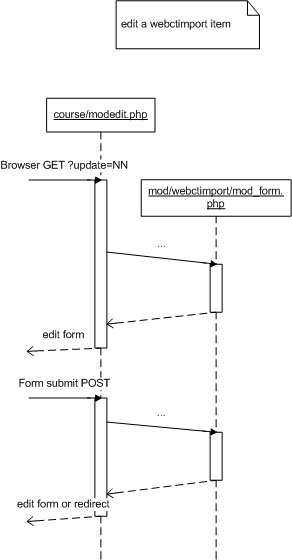 edit a webctimport item
course/modedit.php
Browser GET ?update=NN
mod/webctimport/mod_form.
php
...
edit form
Form submit POST
...
edit form or redirect